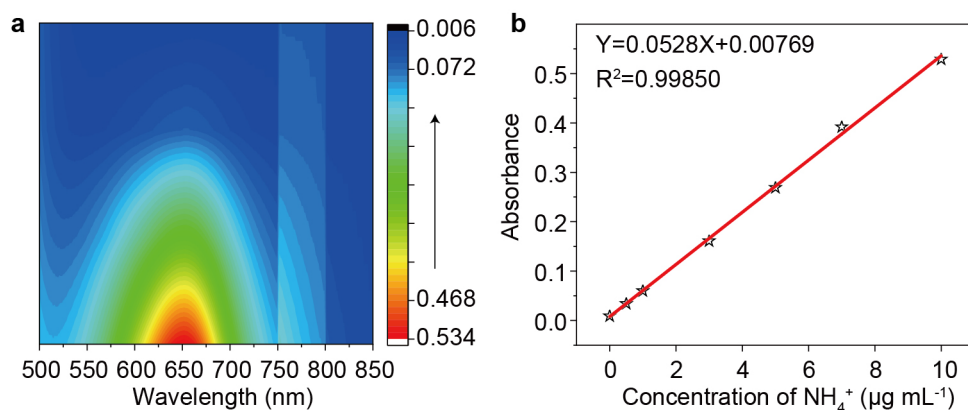 a
0.006
0.072
0.468
0.534
500 550 600 650 700 750 800 850
Wavelength (nm)
b
Y=0.0528X+0.00769
R²=0.99850
0.5
0.4
0.3
0.2
0.1
0.0
Absorbance
0 2 4 6 8 10
Concentration of NH₄⁺ (µg mL⁻¹)